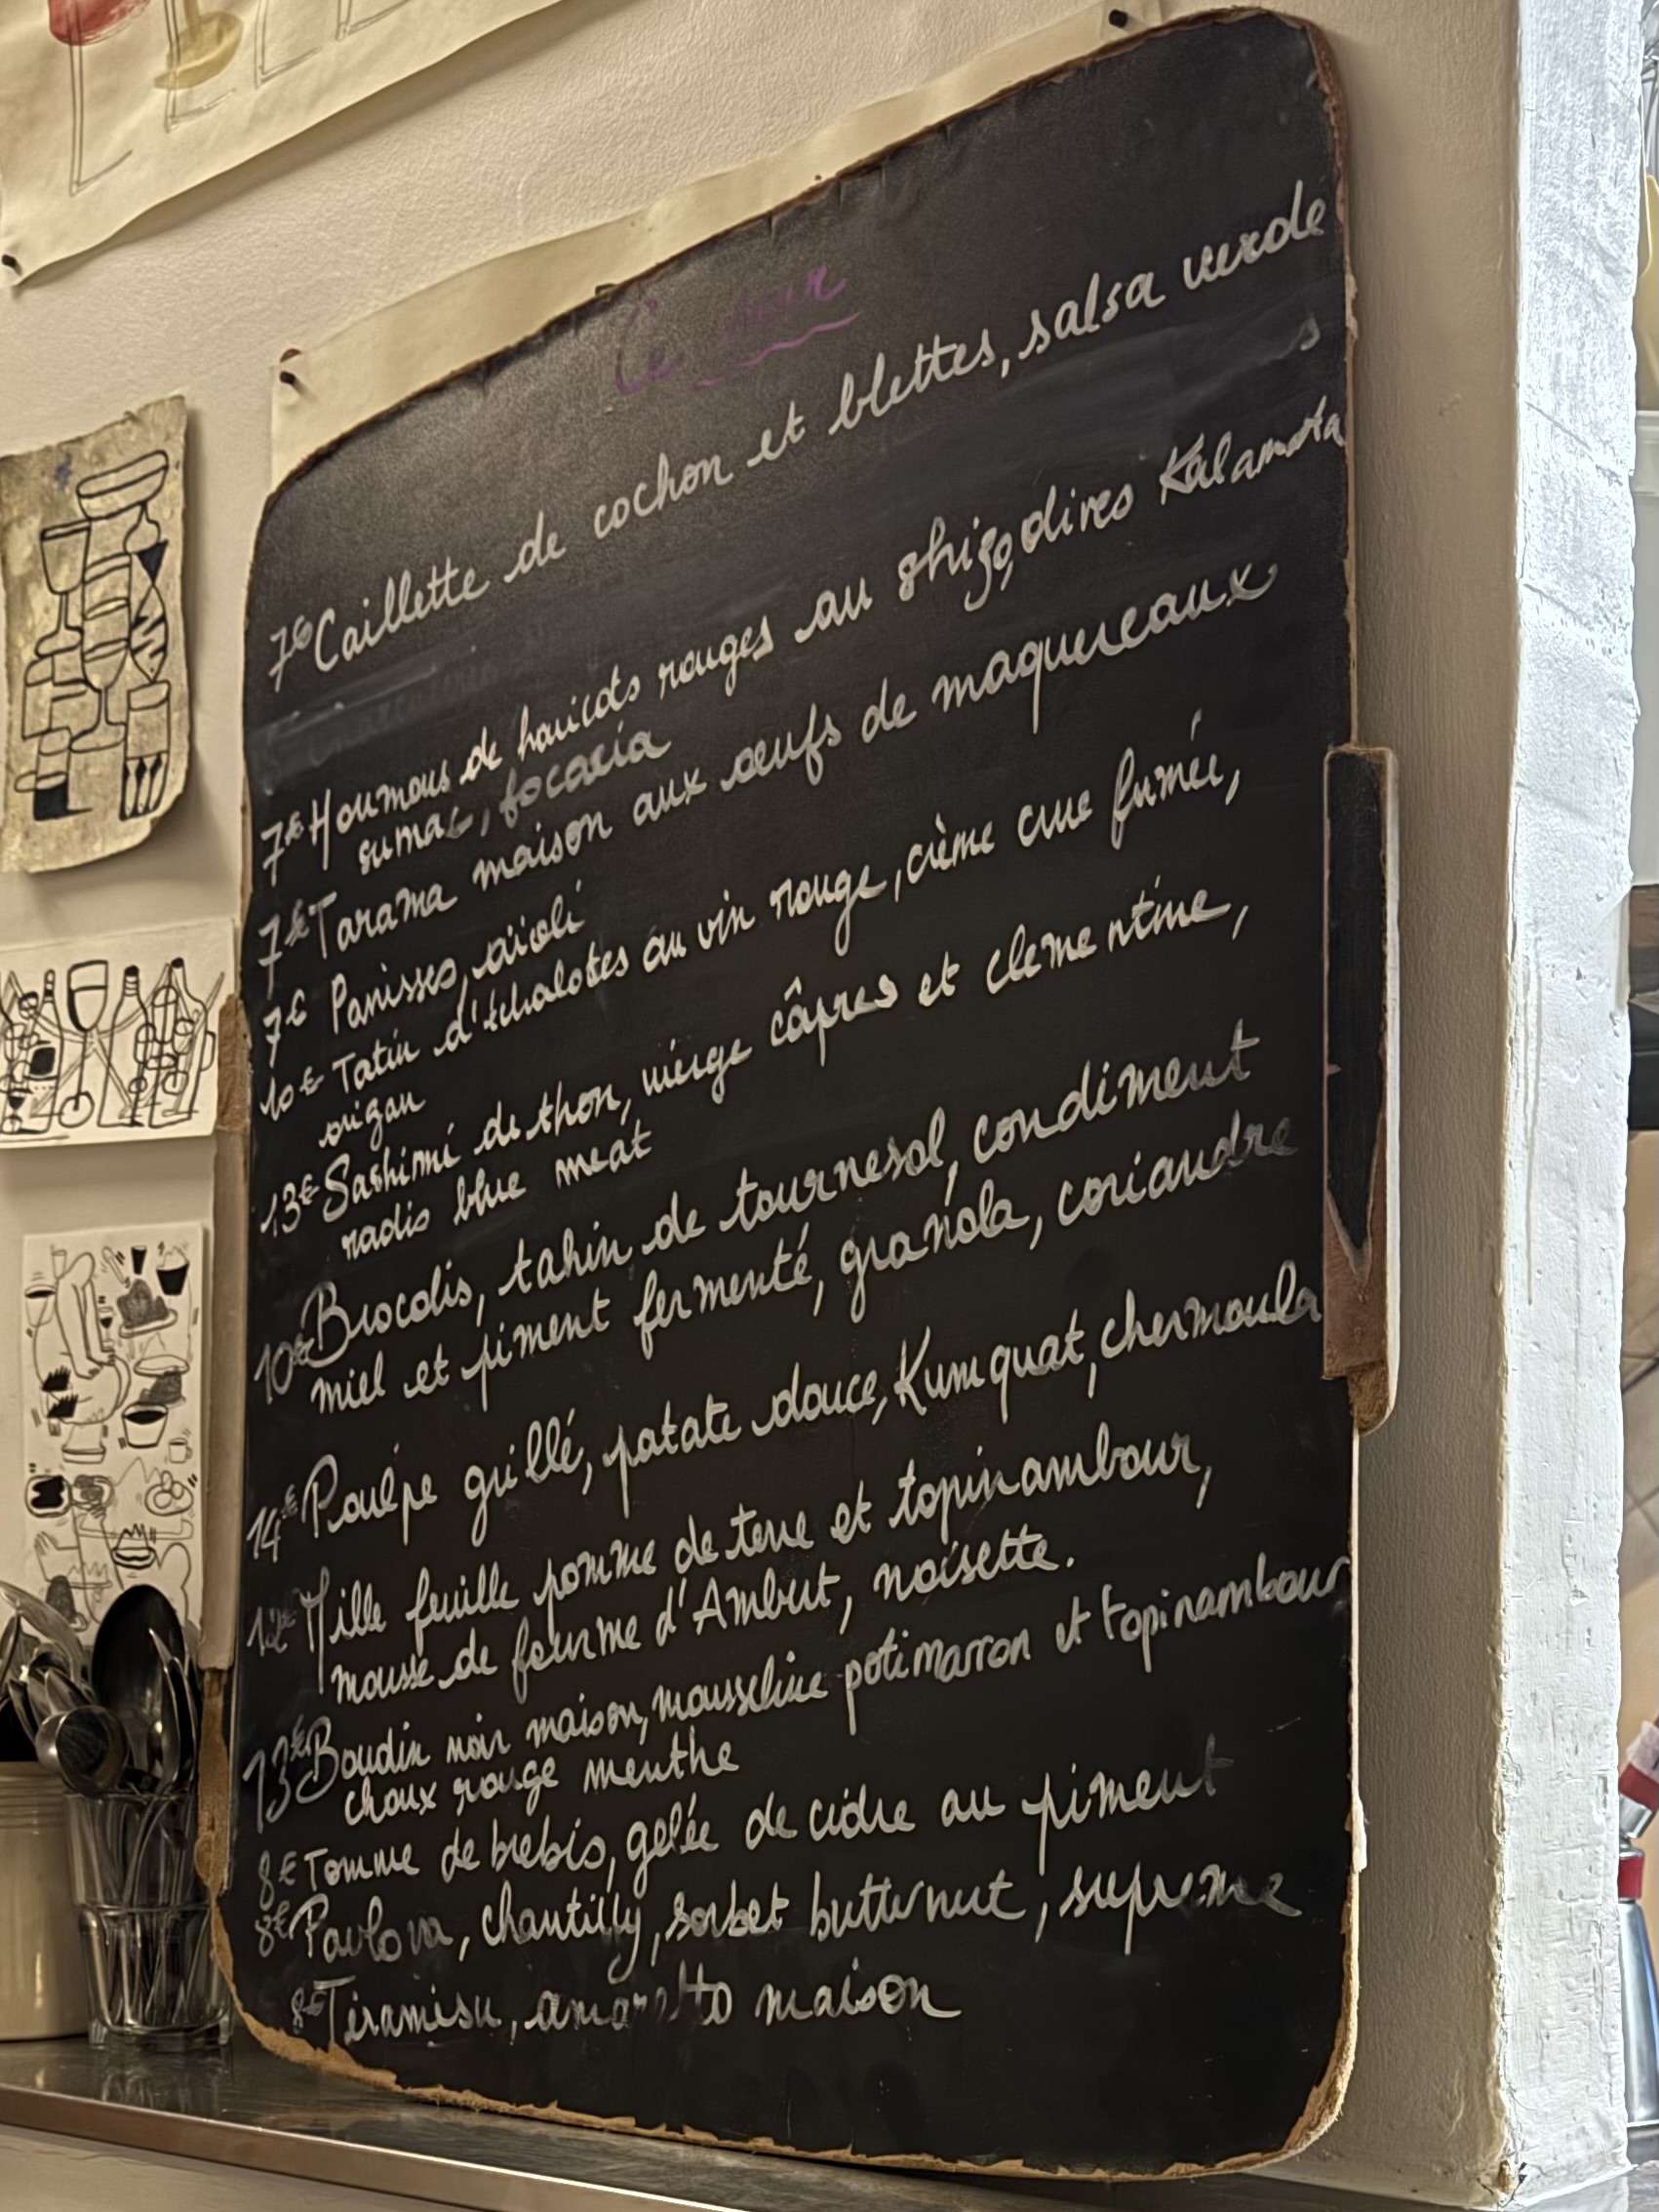 Ce soir
7€ Caillette de cochon et blettes, salsa verde
7€ Houmous de haricots rouges au shizo, olives Kalamata
sumac, focacia
7€ Tarama maison aux oeufs de maquereaux
7€ Panisses, aïoli
10€ Tatin d'échalotes au vin rouge, crème crue fumée,
origan
13€ Sashimi de thon, vierge câpres et clementine,
radis blue meat
10€ Brocolis, tahin de tournesol, condiment
miel et piment fermenté, granola, coriandre
14€ Poulpe grillé, patate douce, Kumquat, chermoula
12€ Mille feuille pomme de terre et topinambour,
mousse de fourme d'Ambert, noisette.
13€ Boudin noir maison, mousseline potimarron et topinambour
choux rouge menthe
8€ Tomme de brebis, gelée de cidre au piment
8€ Pavlova, chantilly, sorbet butternut, supreme
8€ Tiramisu, amaretto maison